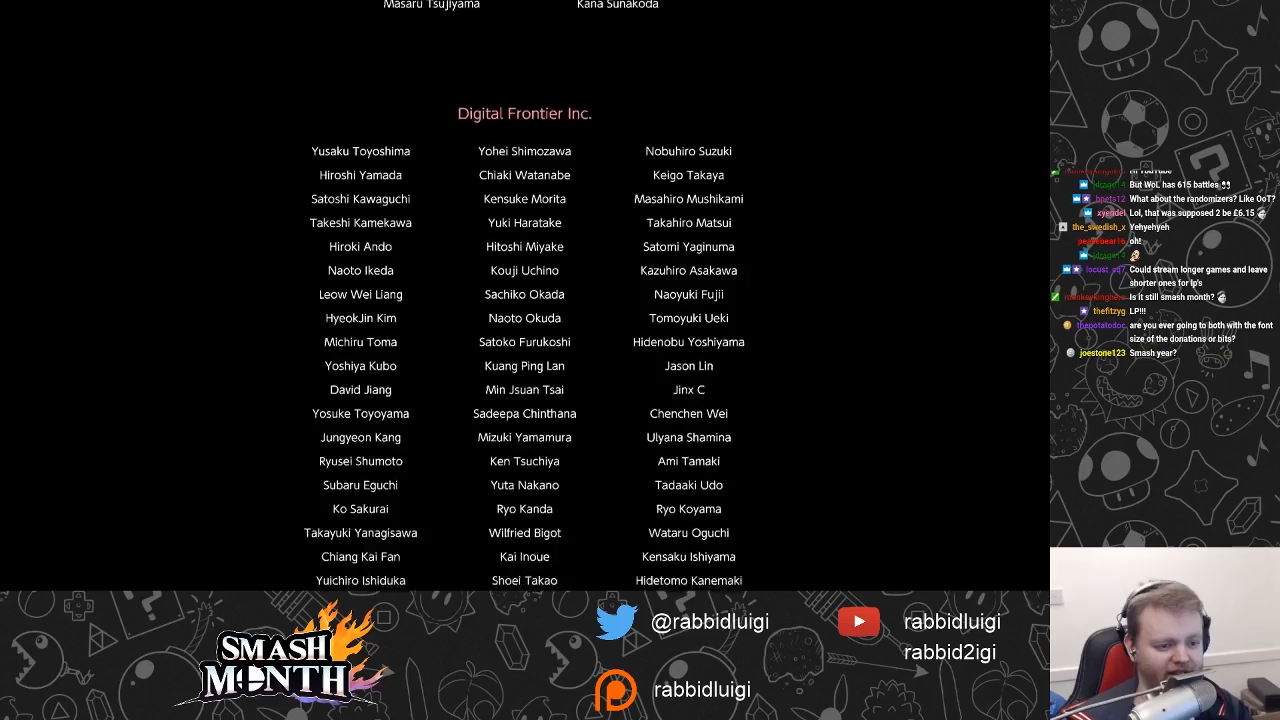 Masaru Tsujiyama Kana Sunakoda
Digital Frontier Inc.
Yusaku Toyoshima Yohei Shimozawa Nobuhiro Suzuki
Hiroshi Yamada Chiaki Watanabe Keigo Takaya
Satoshi Kawaguchi Kensuke Morita Masahiro Mushikami
Takeshi Kamekawa Yuki Haratake Takahiro Matsui
Hiroki Ando Hitoshi Miyake Satomi Yaginuma
Naoto Ikeda Kouji Uchino Kazuhiro Asakawa
Leow Wei Liang Sachiko Okada Naoyuki Fujii
HyeokJin Kim Naoto Okuda Tomoyuki Ueki
Michiru Toma Satoko Furukoshi Hidenobu Yoshiyama
Yoshiya Kubo Kuang Ping Lan Jason Lin
David Jiang Min Jsuan Tsai Jinx C
Yosuke Toyoyama Sadeepa Chinthana Chenchen Wei
Jungyeon Kang Mizuki Yamamura Ulyana Shamina
Ryusei Shumoto Ken Tsuchiya Ami Tamaki
Subaru Eguchi Yuta Nakano Tadaaki Udo
Ko Sakurai Ryo Kanda Ryo Koyama
Takayuki Yanagisawa Wilfried Bigot Wataru Oguchi
Chiang Kai Fan Kai Inoue Kensaku Ishiyama
Yuichiro Ishiduka Shoei Takao Hidetomo Kanemaki
But WoL has 615 battles
What about the randomizers? Like OoT?
xyendel Lol, that was supposed 2 be £6.15
the_swedish_x Yehyehyeh
oh!
Could stream longer games and leave
shorter ones for lp's
Is it still smash month?
thefitzyg LP!!!
thepotatodoc are you ever going to both with the font
size of the donations or bits?
joestone123 Smash year?
SMASH
MONTH
@rabbidluigi
rabbidluigi
rabbidluigi
rabbid2igi